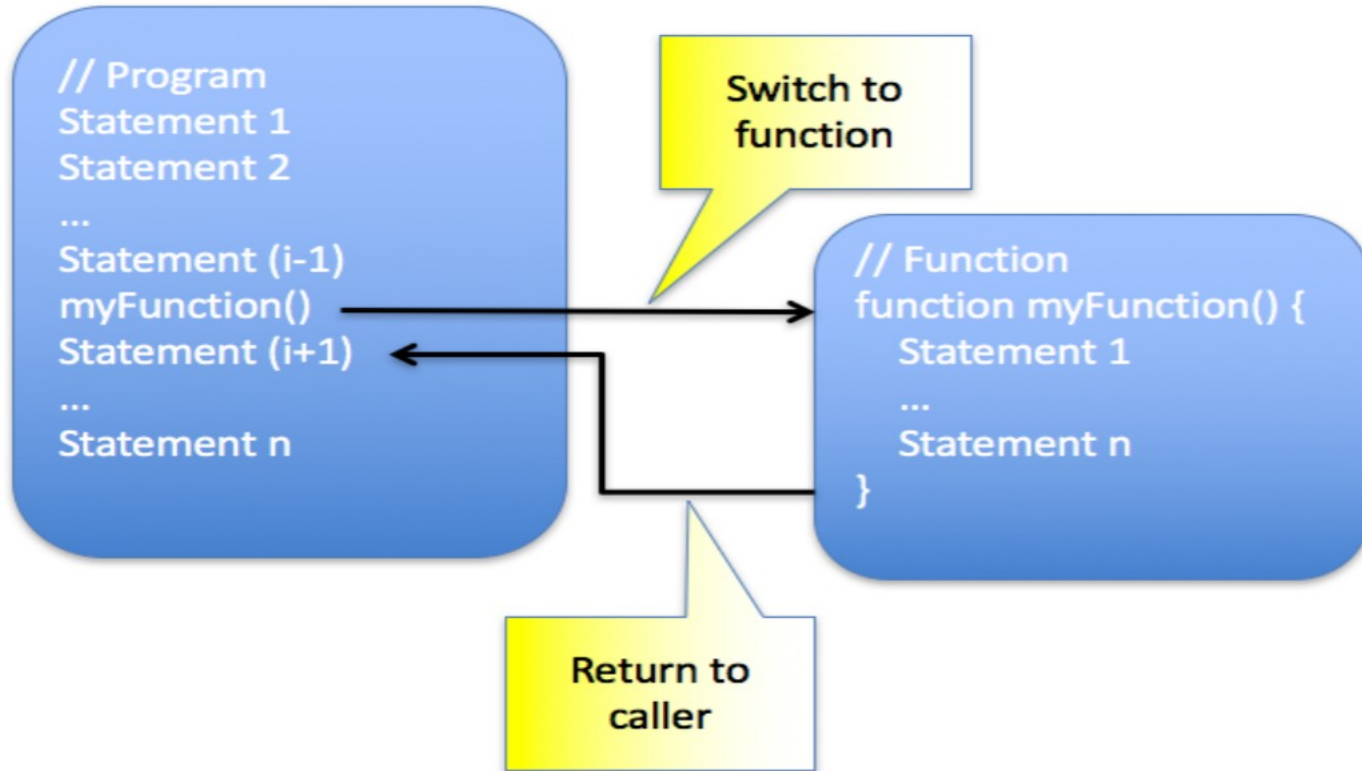 // Program
Statement 1
Statement 2
...
Statement (i-1)
myFunction()
Statement (i+1)
...
Statement n
Switch to
function
// Function
function myFunction() {
Statement 1
...
Statement n
}
Return to
caller